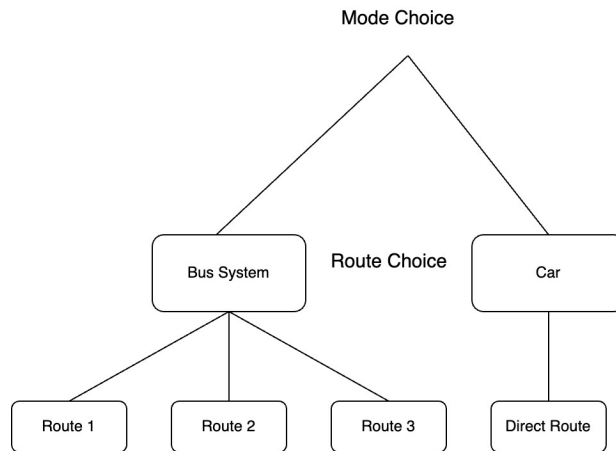 Mode Choice
Bus System
Route Choice
Car
Route 1
Route 2
Route 3
Direct Route